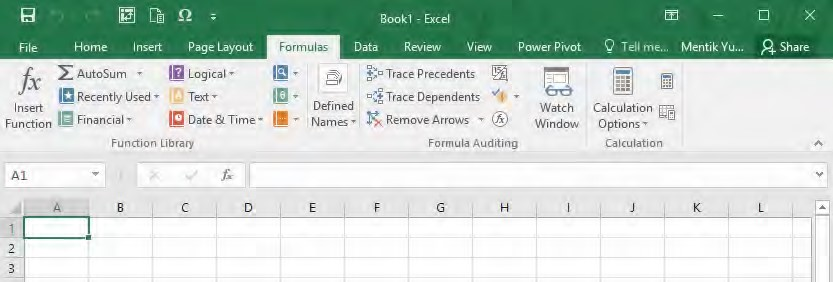 Book1 - Excel
File Home Insert Page Layout Formulas Data Review View Power Pivot Tell me... Mentik Yu... Share
fx Insert Function
AutoSum
Recently Used
Financial
Logical
Text
Date & Time
Defined Names
Trace Precedents
Trace Dependents
Remove Arrows
Watch Window
Calculation Options
Function Library Formula Auditing Calculation
A1 fx
A B C D E F G H I J K L
1
2
3